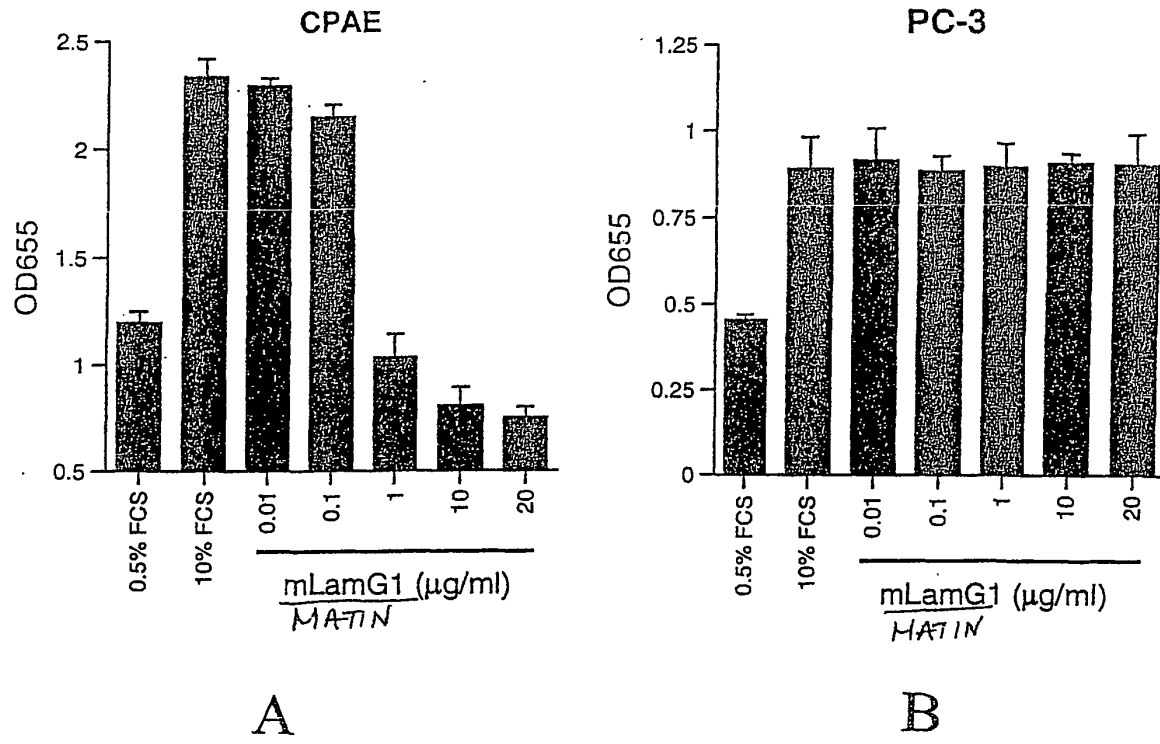 CPAE
2.5
2
1.5
1
0.5
OD655
0.5% FCS
10% FCS
0.01
0.1
1
10
20
mLamG1 (μg/ml)
MATIN
A
PC-3
1.25
1
0.75
0.5
0.25
0
OD655
0.5% FCS
10% FCS
0.01
0.1
1
10
20
mLamG1 (μg/ml)
MATIN
B